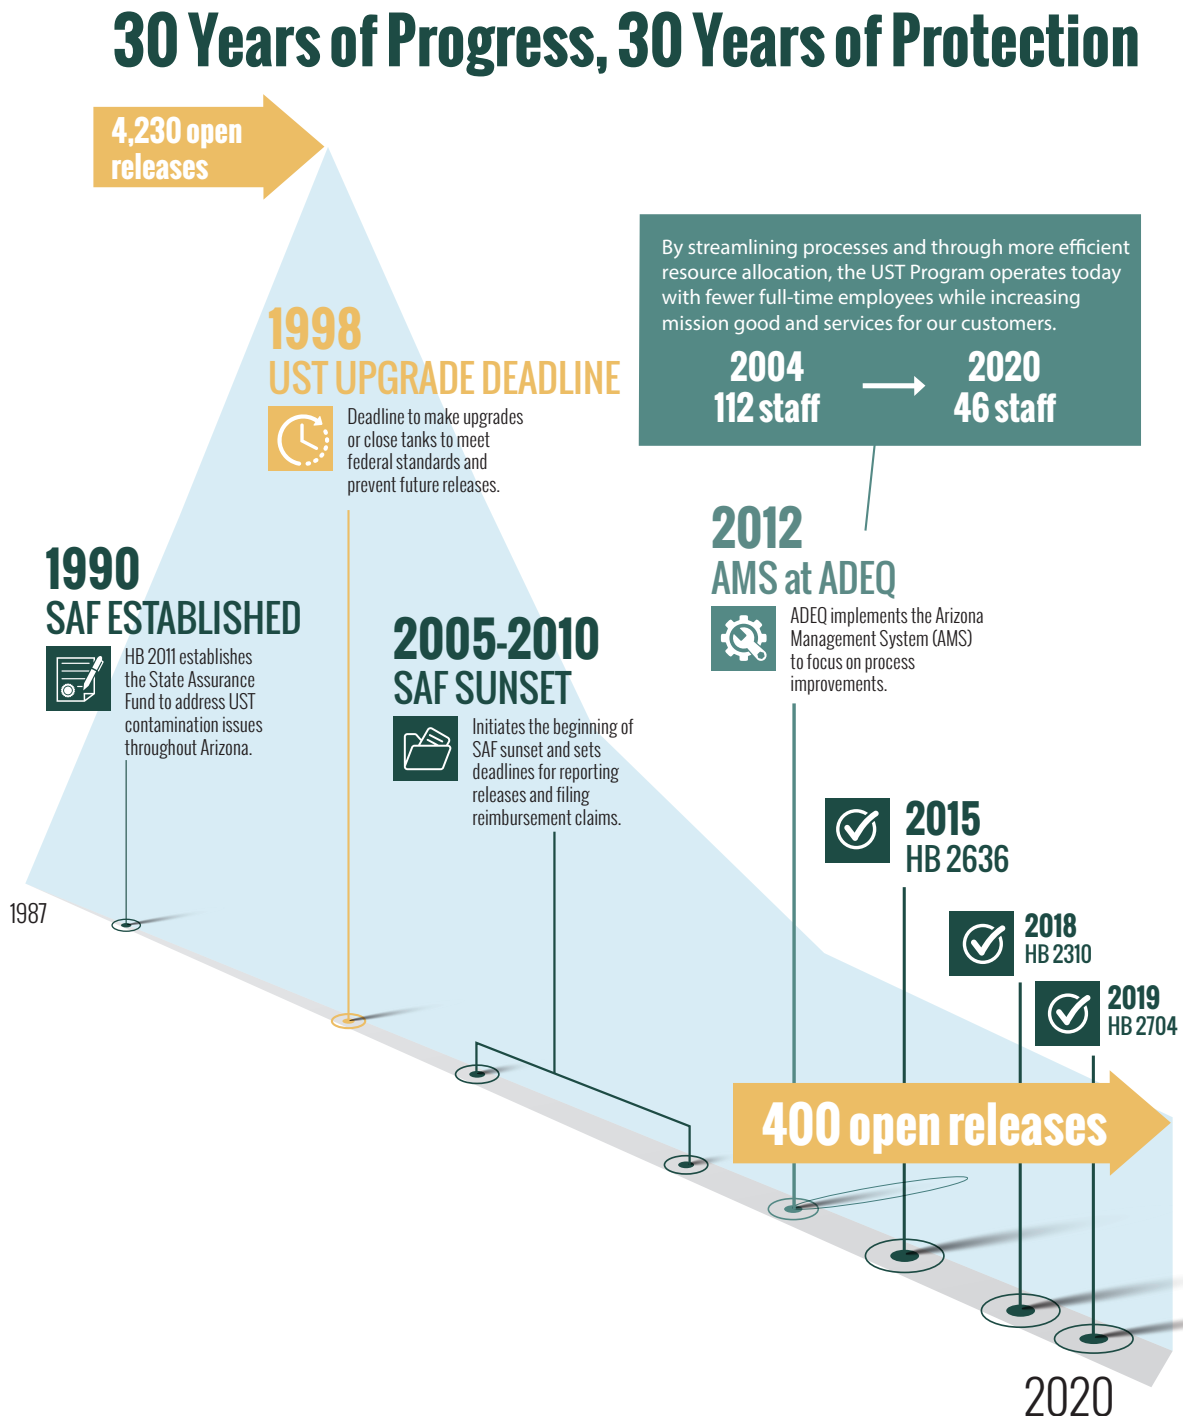 30 Years of Progress, 30 Years of Protection
4,230 open
releases
By streamlining processes and through more efficient
resource allocation, the UST Program operates today
with fewer full-time employees while increasing
mission good and services for our customers.
2004
112 staff
2020
46 staff
1998
UST UPGRADE DEADLINE
Deadline to make upgrades
or close tanks to meet
federal standards and
prevent future releases.
1990
SAF ESTABLISHED
HB 2011 establishes
the State Assurance
Fund to address UST
contamination issues
throughout Arizona.
2005-2010
SAF SUNSET
Initiates the beginning of
SAF sunset and sets
deadlines for reporting
releases and filing
reimbursement claims.
2012
AMS at ADEQ
ADEQ implements the Arizona
Management System (AMS)
to focus on process
improvements.
2015
HB 2636
2018
HB 2310
2019
HB 2704
1987
400 open releases
2020